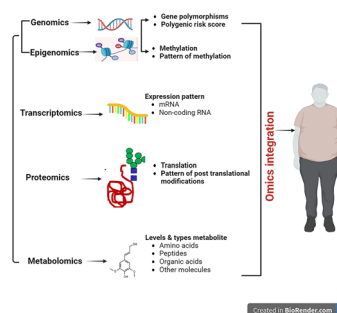 Genomics
• Gene polymorphisms
• Polygenic risk score
Epigenomics
• Methylation
• Pattern of methylation
Transcriptomics
Expression pattern
• mRNA
• Non-coding RNA
Proteomics
• Translation
• Pattern of post translational
modifications
Metabolomics
Levels & types metabolite
• Amino acids
• Peptides
• Organic acids
• Other molecules
Omics integration
Created in BioRender.com